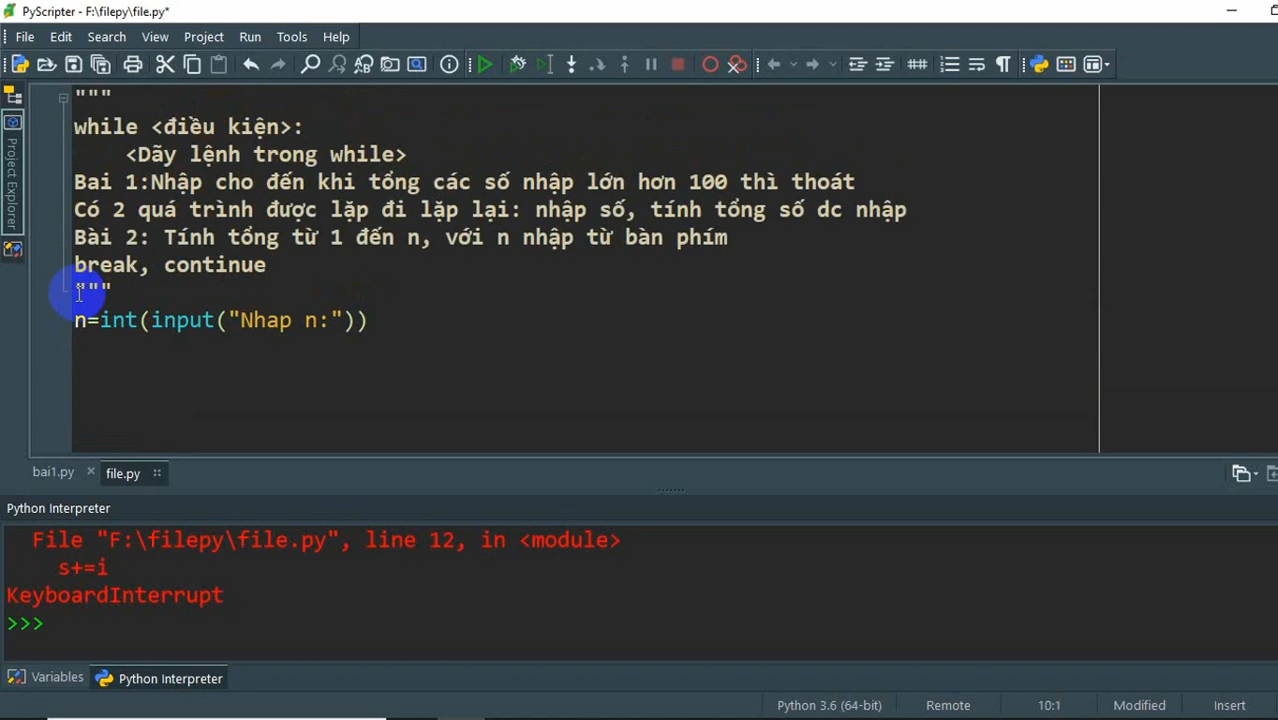 PyScripter - F:\filepy\file.py*
File Edit Search View Project Run Tools Help
Project Explorer
"""
while <điều kiện>:
    <Dãy lệnh trong while>
Bai 1:Nhập cho đến khi tổng các số nhập lớn hơn 100 thì thoát
Có 2 quá trình được lặp đi lặp lại: nhập số, tính tổng số dc nhập
Bài 2: Tính tổng từ 1 đến n, với n nhập từ bàn phím
break, continue
"""
n=int(input("Nhap n:"))
bai1.py file.py
Python Interpreter
  File "F:\filepy\file.py", line 12, in <module>
    s+=i
KeyboardInterrupt
>>>
Variables Python Interpreter
Python 3.6 (64-bit) Remote 10:1 Modified Insert